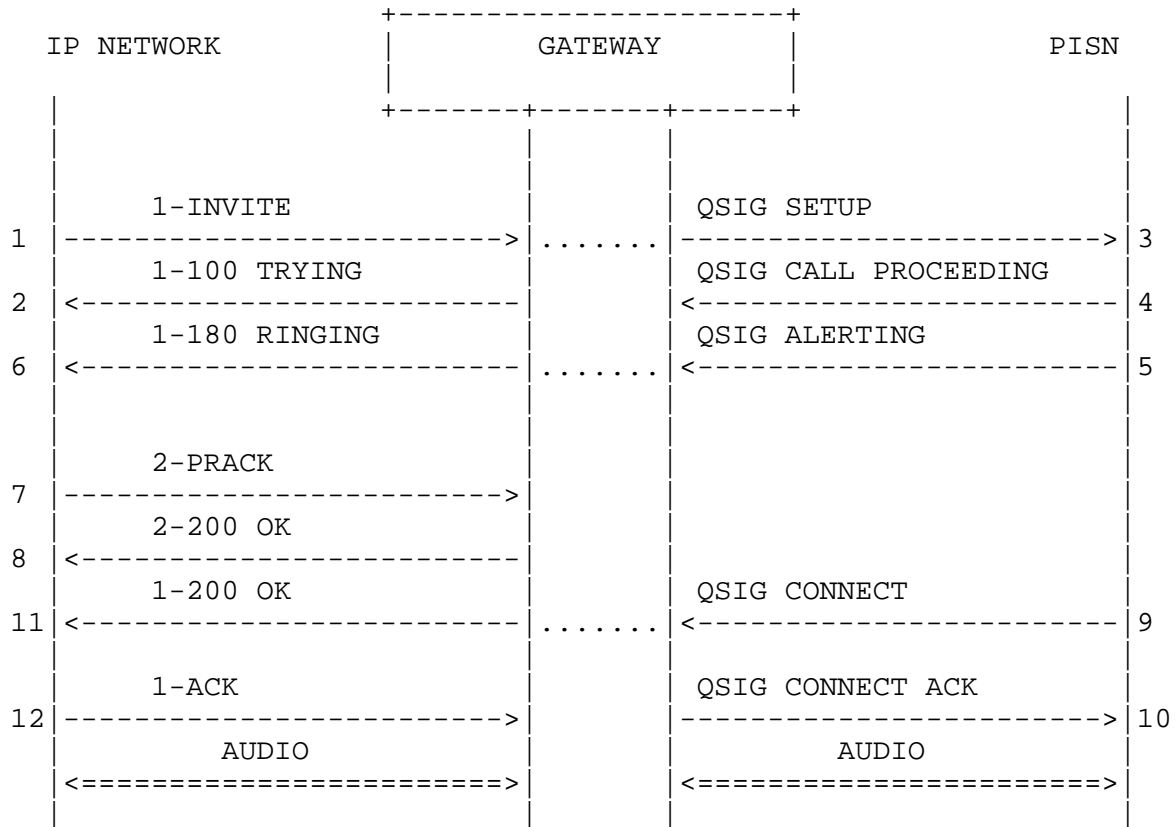 IP NETWORK GATEWAY PISN
1-INVITE QSIG SETUP
1 3
1-100 TRYING QSIG CALL PROCEEDING
2 4
1-180 RINGING QSIG ALERTING
6 5
2-PRACK
7
2-200 OK
8
1-200 OK QSIG CONNECT
11 9
1-ACK QSIG CONNECT ACK
12 10
AUDIO AUDIO